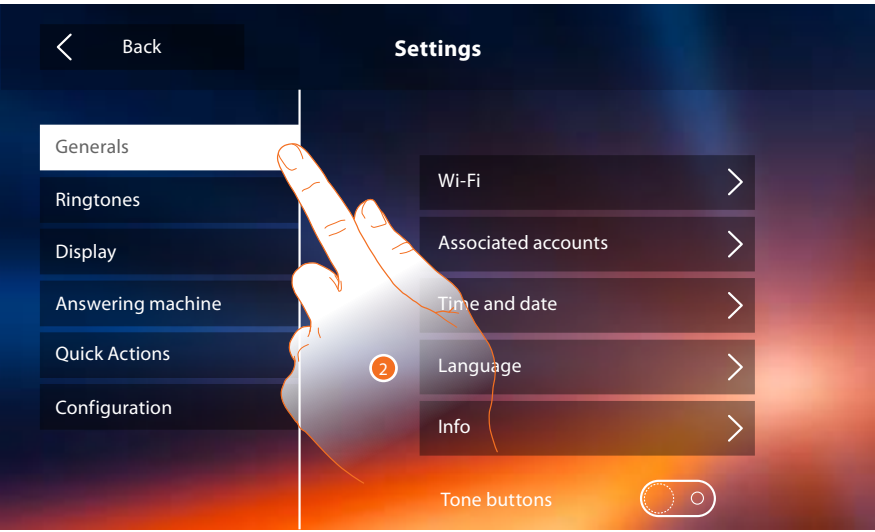 Back
Settings
Generals
Ringtones
Display
Answering machine
Quick Actions
Configuration
Wi-Fi
Associated accounts
Time and date
2
Language
Info
Tone buttons